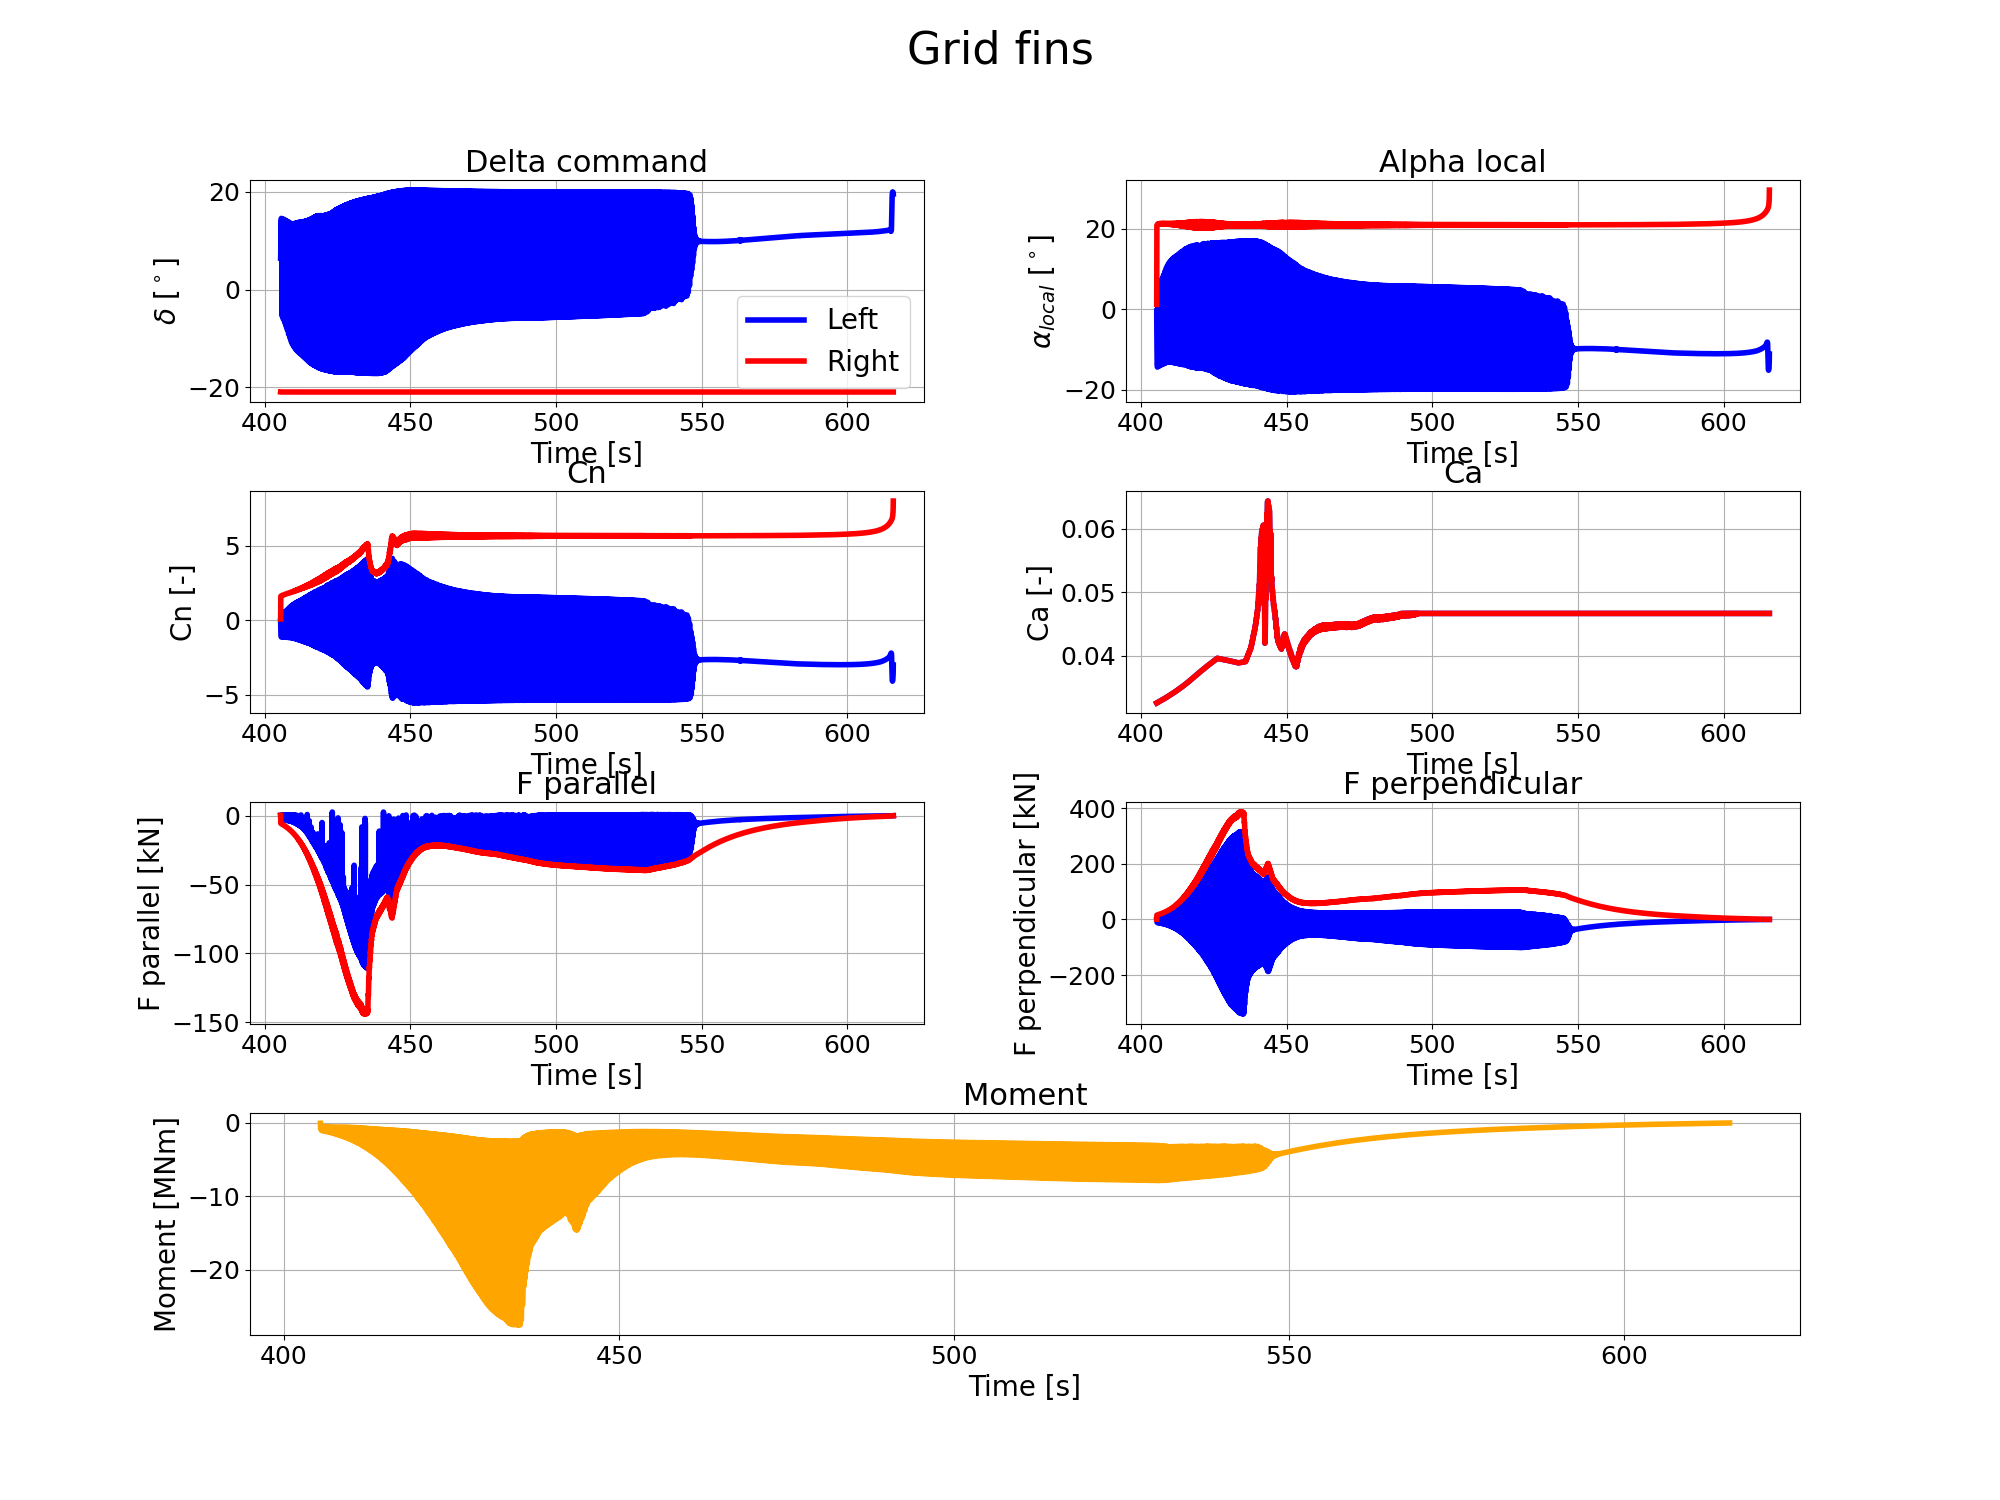 Grid fins
Delta command
δ [°]
20
0
−20
Left
Right
400 450 500 550 600
Time [s]
Alpha local
α_local [°]
20
0
−20
400 450 500 550 600
Time [s]
Cn
Cn [-]
5
0
−5
400 450 500 550 600
Time [s]
Ca
Ca [-]
0.06
0.05
0.04
400 450 500 550 600
Time [s]
F parallel
F parallel [kN]
0
−50
−100
−150
400 450 500 550 600
Time [s]
F perpendicular
F perpendicular [kN]
400
200
0
−200
400 450 500 550 600
Time [s]
Moment
Moment [MNm]
0
−10
−20
400 450 500 550 600
Time [s]